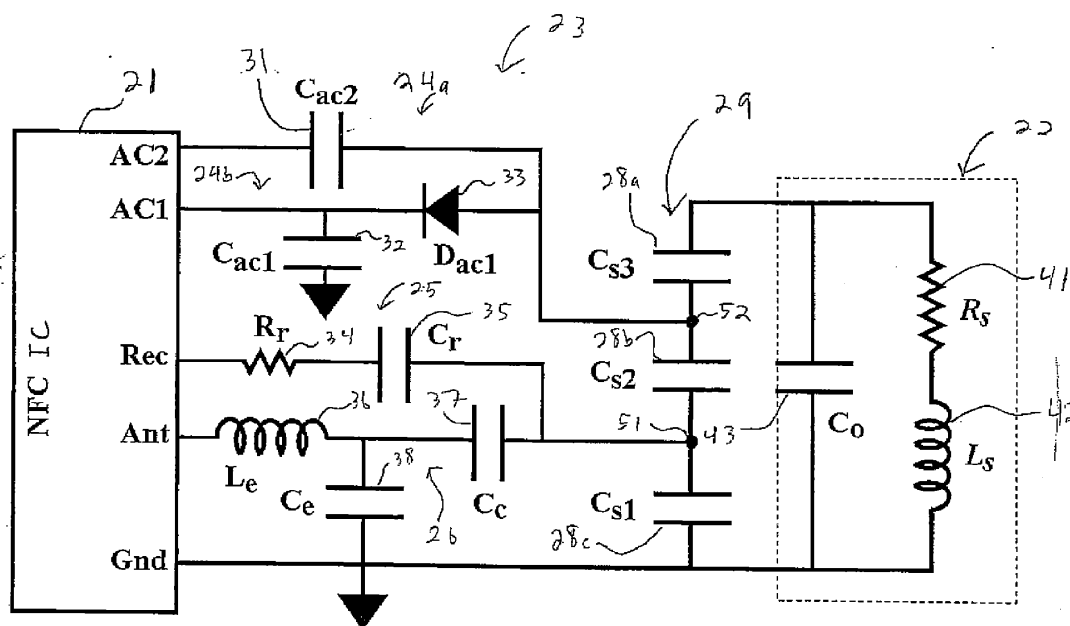 23
31
21
Cac2
24a
29
22
AC2
24b
33
28a
AC1
32
Cac1
Dac1
Cs3
41
25
35
52
Rs
Rr
34
Cr
28b
Rec
Cs2
NFC IC
36
37
51
43
Co
42
Ant
Ls
Le
38
Ce
Cc
Cs1
26
28c
Gnd